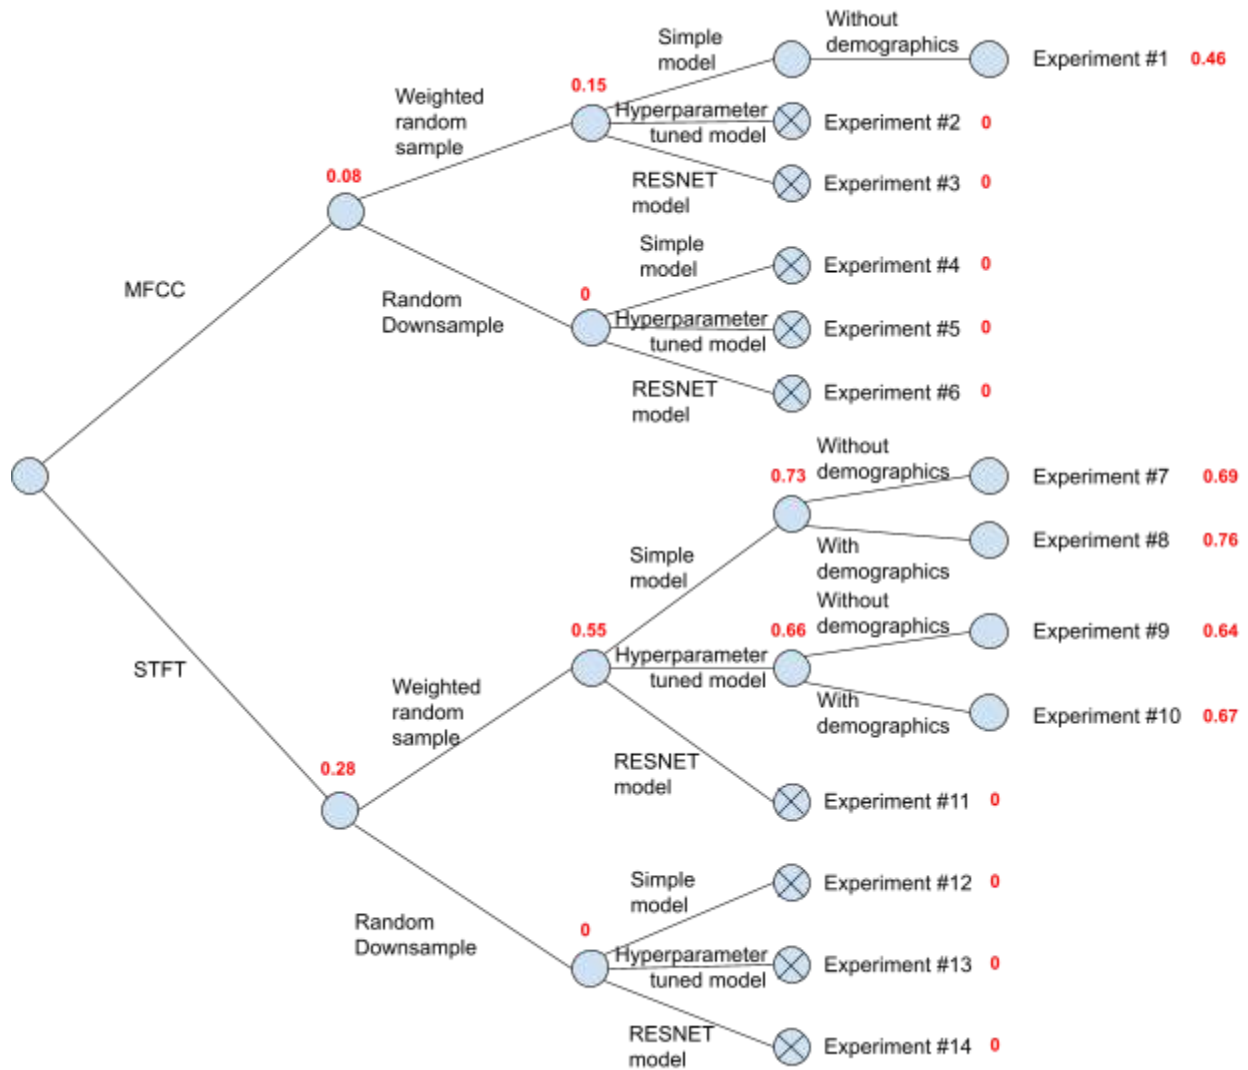 Simple
model
Without
demographics
Experiment #1 0.46
0.15
Weighted
random
sample
Hyperparameter
tuned model
Experiment #2 0
0.08
RESNET
model
Experiment #3 0
MFCC
Simple
model
Experiment #4 0
Random
Downsample
0
Hyperparameter
tuned model
Experiment #5 0
RESNET
model
Experiment #6 0
Without
demographics
0.73
Experiment #7 0.69
Simple
model
With
demographics
Experiment #8 0.76
STFT
Weighted
random
sample
0.55
Hyperparameter
tuned model
0.66
Without
demographics
Experiment #9 0.64
With
demographics
Experiment #10 0.67
0.28
RESNET
model
Experiment #11 0
Simple
model
Experiment #12 0
Random
Downsample
0
Hyperparameter
tuned model
Experiment #13 0
RESNET
model
Experiment #14 0